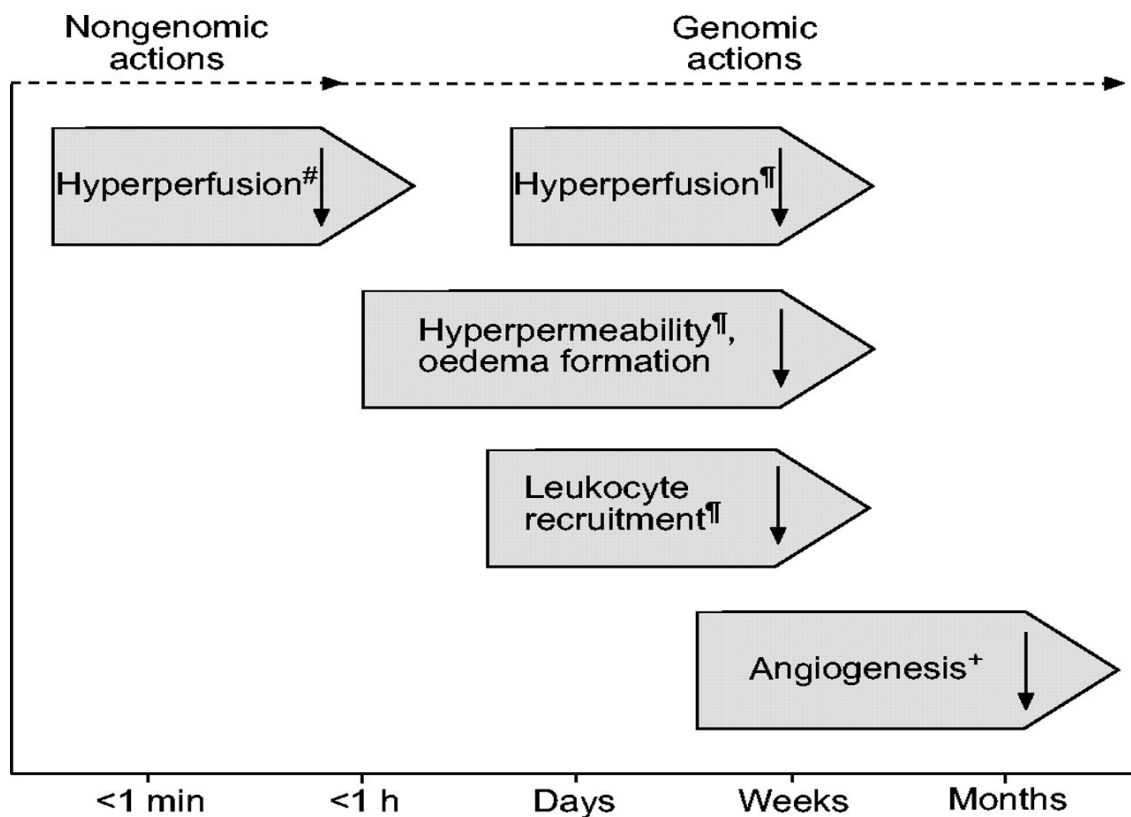 Nongenomic
actions
Genomic
actions
Hyperperfusion#
Hyperperfusion¶
Hyperpermeability¶,
oedema formation
Leukocyte
recruitment¶
Angiogenesis+
<1 min
<1 h
Days
Weeks
Months